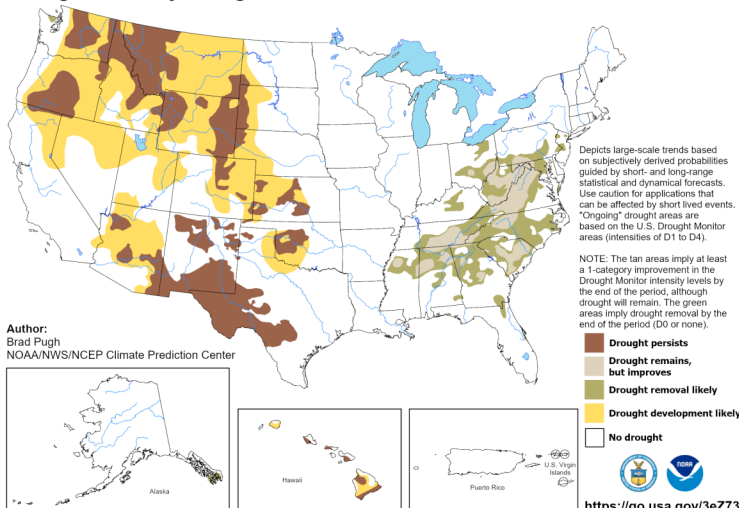 Depicts large-scale trends based
on subjectively derived probabilities
guided by short- and long-range
statistical and dynamical forecasts.
Use caution for applications that
can be affected by short lived events.
"Ongoing" drought areas are
based on the U.S. Drought Monitor
areas (intensities of D1 to D4).
NOTE: The tan areas imply at least
a 1-category improvement in the
Drought Monitor intensity levels by
the end of the period, although
drought will remain. The green
areas imply drought removal by the
end of the period (D0 or none).
Author:
Brad Pugh
NOAA/NWS/NCEP Climate Prediction Center
Drought persists
Drought remains,
but improves
Drought removal likely
Drought development likely
No drought
Alaska
Hawaii
Puerto Rico
U.S. Virgin
Islands
NOAA
https://go.usa.gov/3eZ73